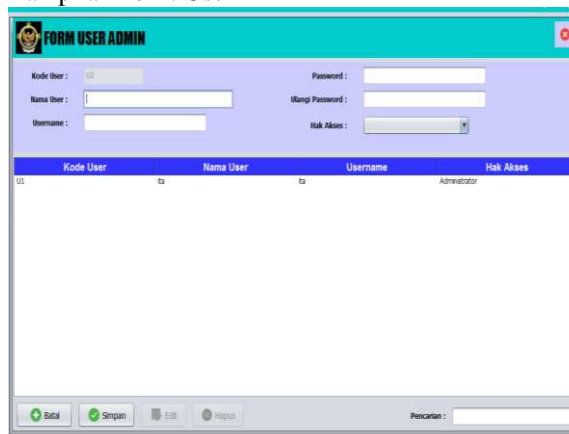 FORM USER ADMIN
Kode User : U2
Nama User :
Username :
Password :
Ulangi Password :
Hak Akses :
Kode User Nama User Username Hak Akses
U1 ita ita Administrator
Batal Simpan Edit Hapus Pencarian :